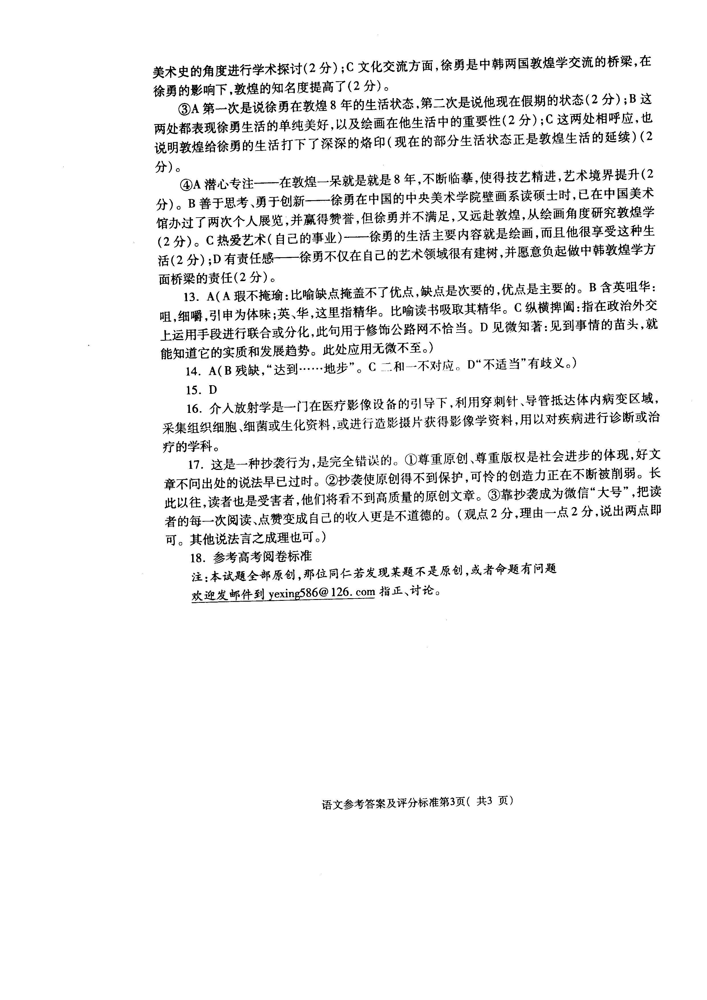 美术史的角度进行学术探讨(2 分);C 文化交流方面,徐勇是中韩两国敦煌学交流的桥梁,在
徐勇的影响下,敦煌的知名度提高了(2 分)。
③A 第一次是说徐勇在敦煌 8 年的生活状态,第二次是说他现在假期的状态(2 分);B 这
两处都表现徐勇生活的单纯美好,以及绘画在他生活中的重要性(2 分);C 这两处相呼应,也
说明敦煌给徐勇的生活打下了深深的烙印(现在的部分生活状态正是敦煌生活的延续)(2
分)。
④A 潜心专注——在敦煌一呆就是就是 8 年,不断临摹,使得技艺精进,艺术境界提升(2
分)。B 善于思考、勇于创新——徐勇在中国的中央美术学院壁画系读硕士时,已在中国美术
馆办过了两次个人展览,并赢得赞誉,但徐勇并不满足,又远赴敦煌,从绘画角度研究敦煌学
(2 分)。C 热爱艺术(自己的事业)——徐勇的生活主要内容就是绘画,而且他很享受这种生
活(2 分);D 有责任感——徐勇不仅在自己的艺术领域很有建树,并愿意负起做中韩敦煌学方
面桥梁的责任(2 分)。
13. A(A 瑕不掩瑜:比喻缺点掩盖不了优点,缺点是次要的,优点是主要的。B 含英咀华:
咀,细嚼,引申为体味;英、华,这里指精华。比喻读书吸取其精华。C 纵横捭阖:指在政治外交
上运用手段进行联合或分化,此句用于修饰公路网不恰当。D 见微知著:见到事情的苗头,就
能知道它的实质和发展趋势。此处应用无微不至。)
14. A(B 残缺,“达到……地步”。C 二和一不对应。D“不适当”有歧义。)
15. D
16. 介入放射学是一门在医疗影像设备的引导下,利用穿刺针、导管抵达体内病变区域,
采集组织细胞、细菌或生化资料,或进行造影摄片获得影像学资料,用以对疾病进行诊断或治
疗的学科。
17. 这是一种抄袭行为,是完全错误的。①尊重原创、尊重版权是社会进步的体现,好文
章不问出处的说法早已过时。②抄袭使原创得不到保护,可怜的创造力正在不断被削弱。长
此以往,读者也是受害者,他们将看不到高质量的原创文章。③靠抄袭成为微信“大号”,把读
者的每一次阅读、点赞变成自己的收入更是不道德的。(观点 2 分,理由一点 2 分,说出两点即
可。其他说法言之成理也可。)
18. 参考高考阅卷标准
注:本试题全部原创,那位同仁若发现某题不是原创,或者命题有问题
欢迎发邮件到 yexing586@126.com 指正、讨论。
语文参考答案及评分标准第3页( 共3 页)